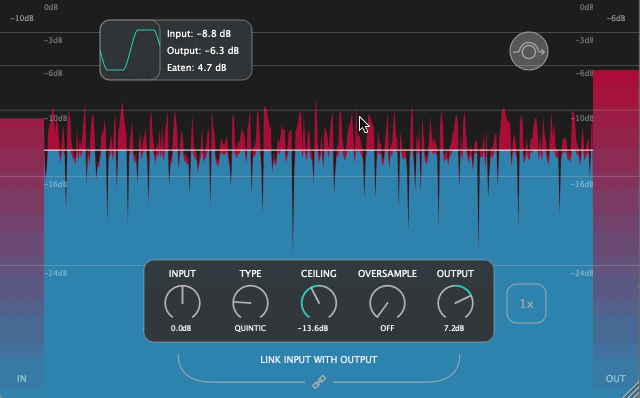 0dB
0dB
-10dB
-6dB
-3dB
-3dB
Input: -8.8 dB
Output: -6.3 dB
Eaten: 4.7 dB
-6dB
-6dB
-10dB
-10dB
-16dB
-16dB
-24dB
-24dB
INPUT TYPE CEILING OVERSAMPLE OUTPUT
0.0dB QUINTIC -13.6dB OFF 7.2dB
1x
LINK INPUT WITH OUTPUT
IN
OUT